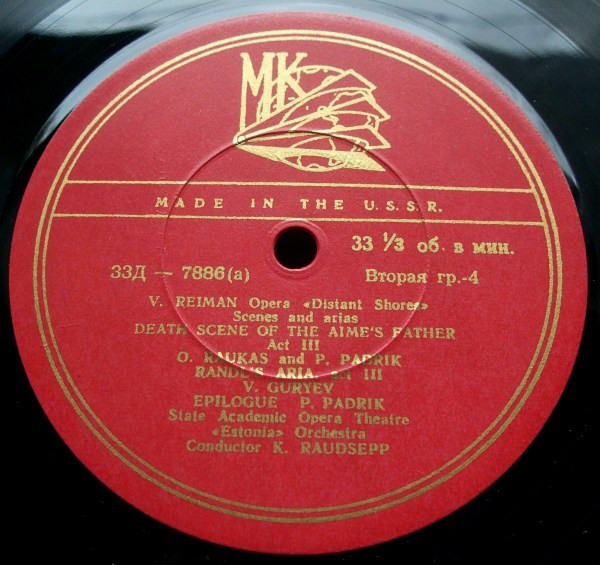 МК
MADE IN THE U.S.S.R.
33 ⅓ об. в мин.
33Д — 7886(a)
Вторая гр.-4
V. REIMAN Opera «Distant Shores»
Scenes and arias
DEATH SCENE OF THE AIME'S FATHER
Act III
O. RAUKAS and P. PADRIK
RANDE'S ARIA, III
V. GURYEV
EPILOGUE P. PADRIK
State Academic Opera Theatre
«Estonia» Orchestra
Conductor K. RAUDSEPP